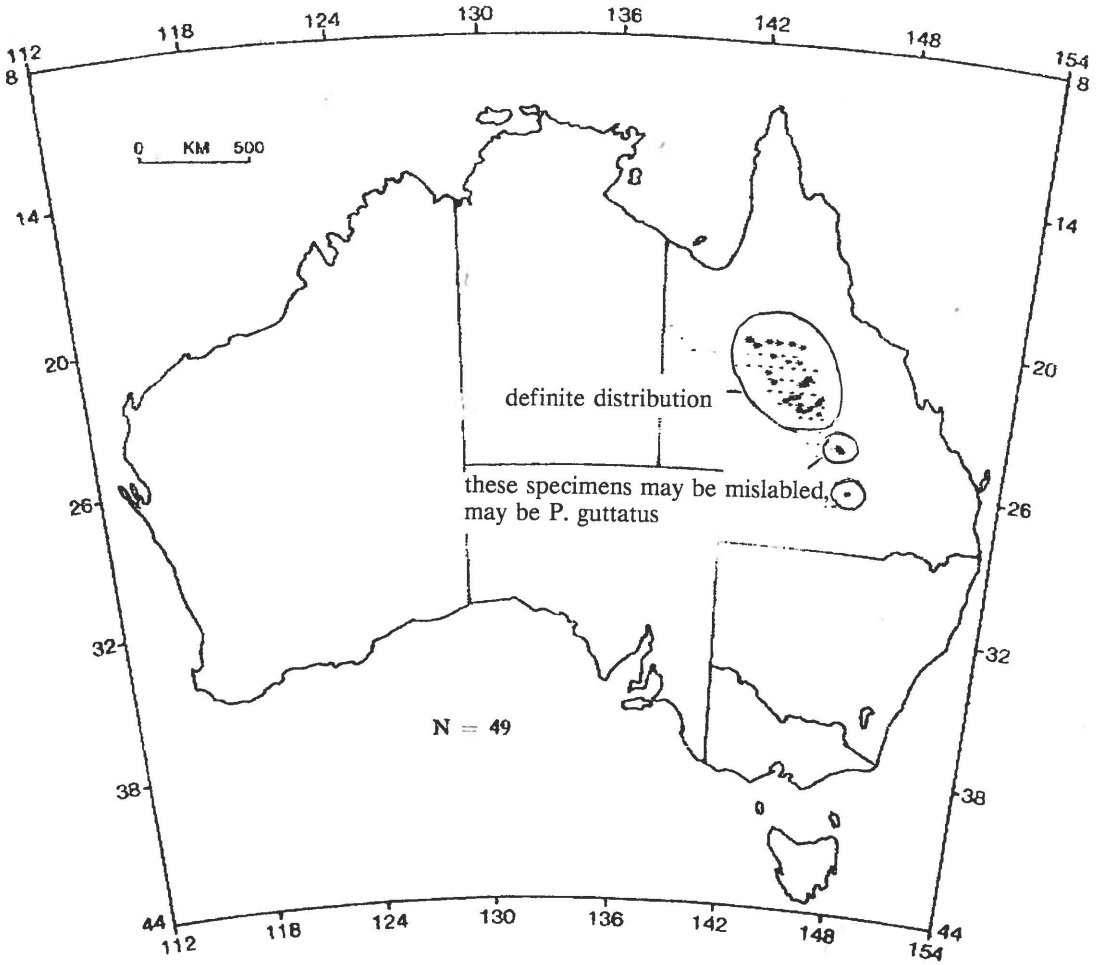 112 118 124 130 136 142 148 154
8 8
0 KM 500
14 14
20 20
definite distribution
these specimens may be mislabled,
may be P. guttatus
26 26
32 32
N = 49
38 38
44 44
112 118 124 130 136 142 148 154